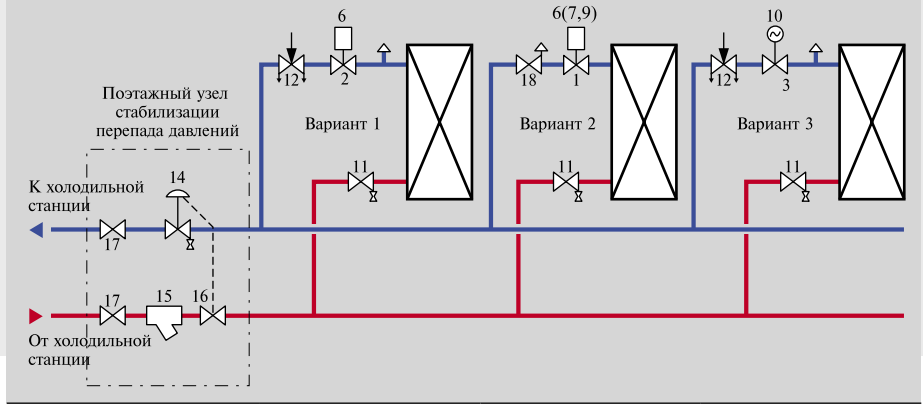 6
6(7,9)
10
12
2
18
1
12
3
Поэтажный узел
стабилизации
перепада давлений
Вариант 1
Вариант 2
Вариант 3
11
11
11
К холодильной
станции
14
17
17
15
16
От холодильной
станции